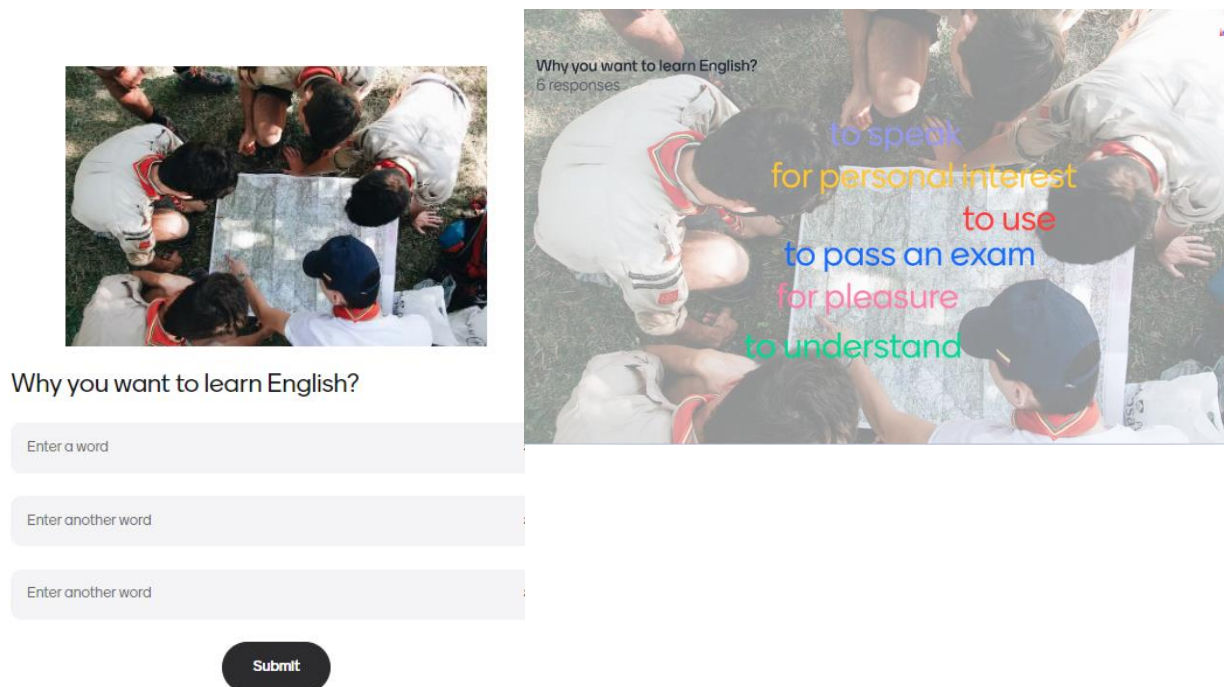 Why you want to learn English?
Enter a word
Enter another word
Enter another word
Submit
Why you want to learn English?
6 responses
to speak
for personal interest
to use
to pass an exam
for pleasure
to understand